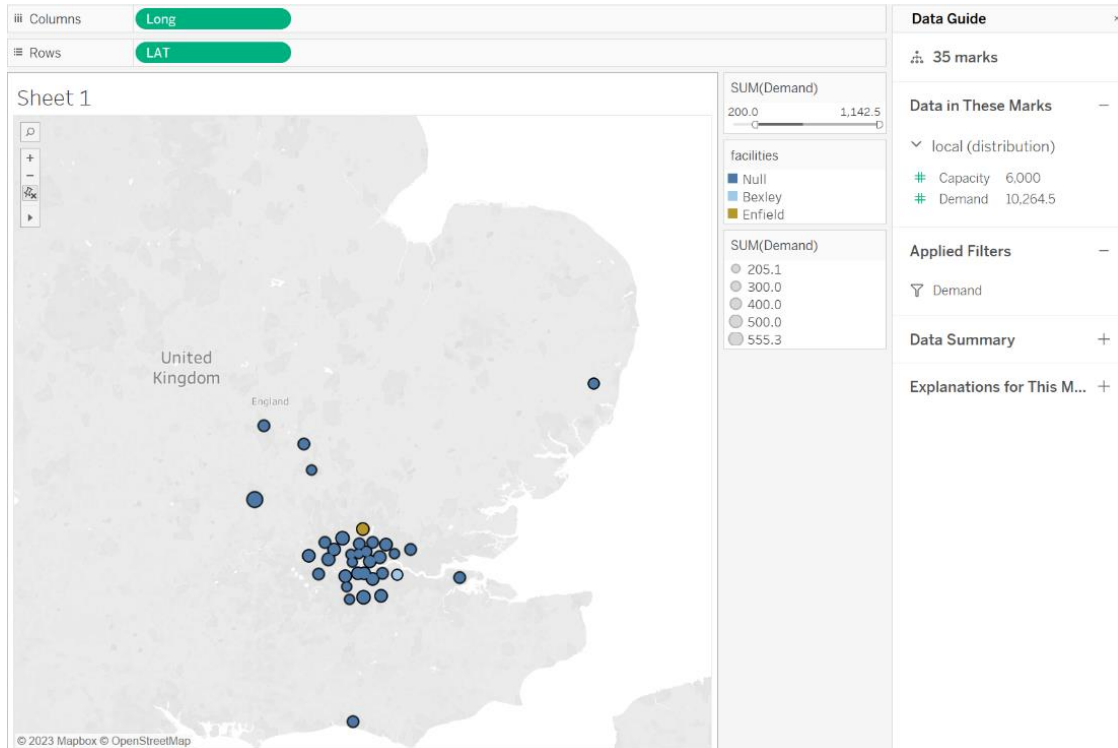 iii Columns
Long
Rows
LAT
Sheet 1
United
Kingdom
England
© 2023 Mapbox © OpenStreetMap
SUM(Demand)
200.0 1,142.5
facilities
Null
Bexley
Enfield
SUM(Demand)
205.1
300.0
400.0
500.0
555.3
Data Guide
35 marks
Data in These Marks
local (distribution)
# Capacity 6,000
# Demand 10,264.5
Applied Filters
Demand
Data Summary
Explanations for This M...